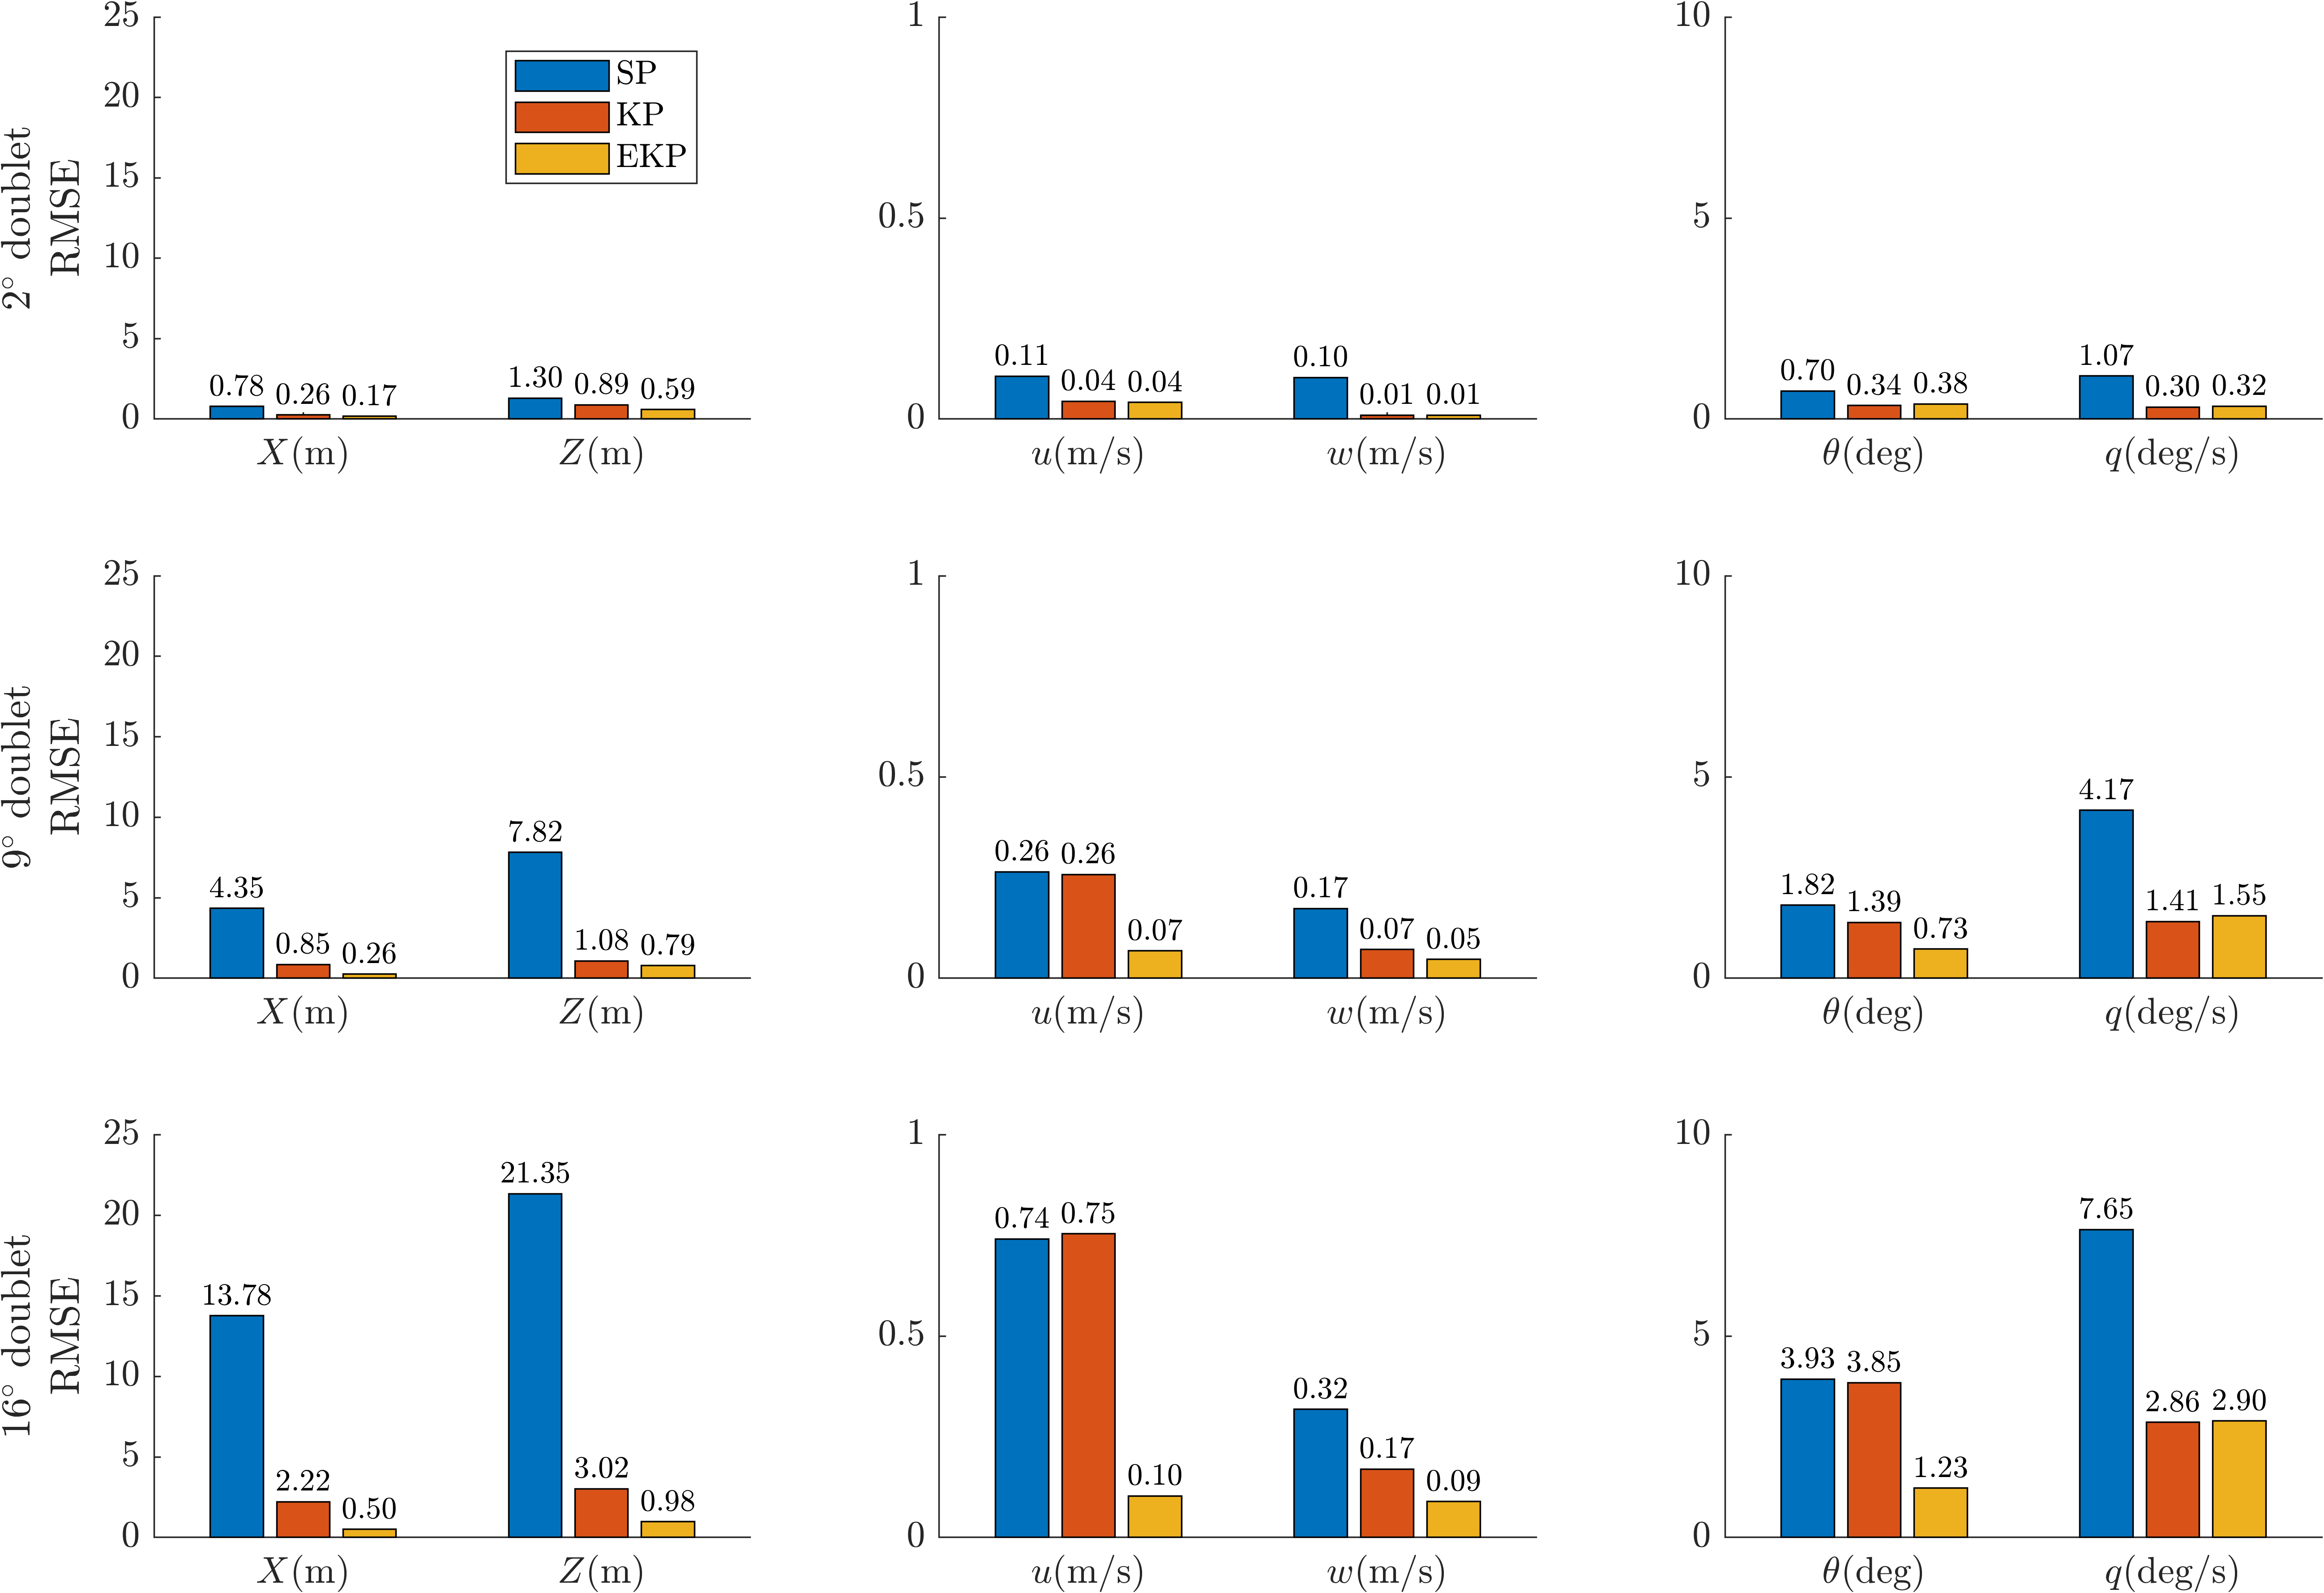 2° doublet
RMSE
25
20
15
10
5
0
SP
KP
EKP
0.78 0.26 0.17 1.30 0.89 0.59
X(m) Z(m)
1
0.5
0
0.11 0.04 0.04 0.10 0.01 0.01
u(m/s) w(m/s)
10
5
0
0.70 0.34 0.38 1.07 0.30 0.32
θ(deg) q(deg/s)
9° doublet
RMSE
25
20
15
10
5
0
4.35 0.85 0.26 7.82 1.08 0.79
X(m) Z(m)
1
0.5
0
0.26 0.26 0.07 0.17 0.07 0.05
u(m/s) w(m/s)
10
5
0
1.82 1.39 0.73 4.17 1.41 1.55
θ(deg) q(deg/s)
16° doublet
RMSE
25
20
15
10
5
0
13.78 2.22 0.50 21.35 3.02 0.98
X(m) Z(m)
1
0.5
0
0.74 0.75 0.10 0.32 0.17 0.09
u(m/s) w(m/s)
10
5
0
3.93 3.85 1.23 7.65 2.86 2.90
θ(deg) q(deg/s)